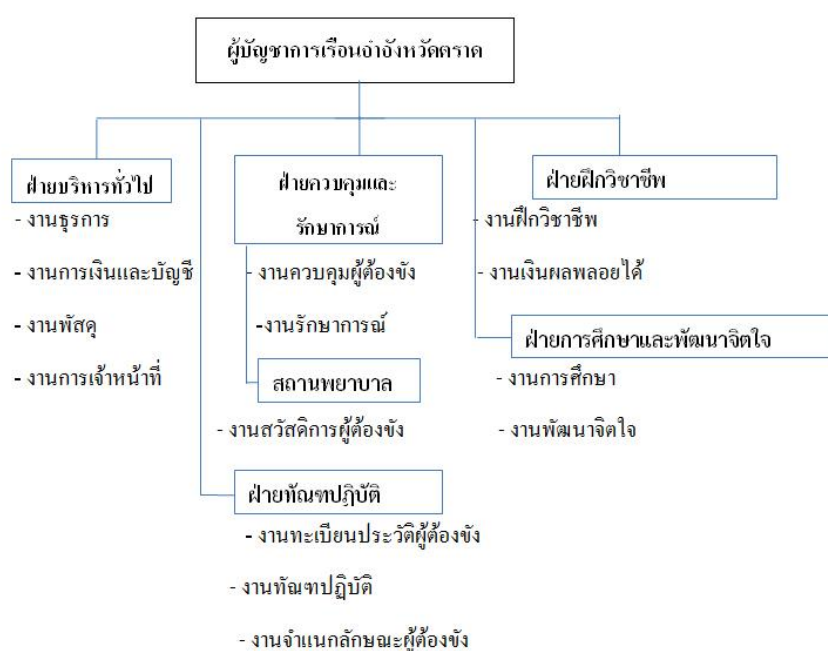 ผู้บัญชาการเรือนจำจังหวัดตราด
ฝ่ายบริหารทั่วไป
- งานธุรการ
- งานการเงินและบัญชี
- งานพัสดุ
- งานการเจ้าหน้าที่
ฝ่ายควบคุมและ
รักษาการณ์
- งานควบคุมผู้ต้องขัง
-งานรักษาการณ์
สถานพยาบาล
- งานสวัสดิการผู้ต้องขัง
ฝ่ายทัณฑปฏิบัติ
- งานทะเบียนประวัติผู้ต้องขัง
- งานทัณฑปฏิบัติ
- งานจำแนกลักษณะผู้ต้องขัง
ฝ่ายฝึกวิชาชีพ
- งานฝึกวิชาชีพ
- งานเงินผลพลอยได้
ฝ่ายการศึกษาและพัฒนาจิตใจ
- งานการศึกษา
- งานพัฒนาจิตใจ